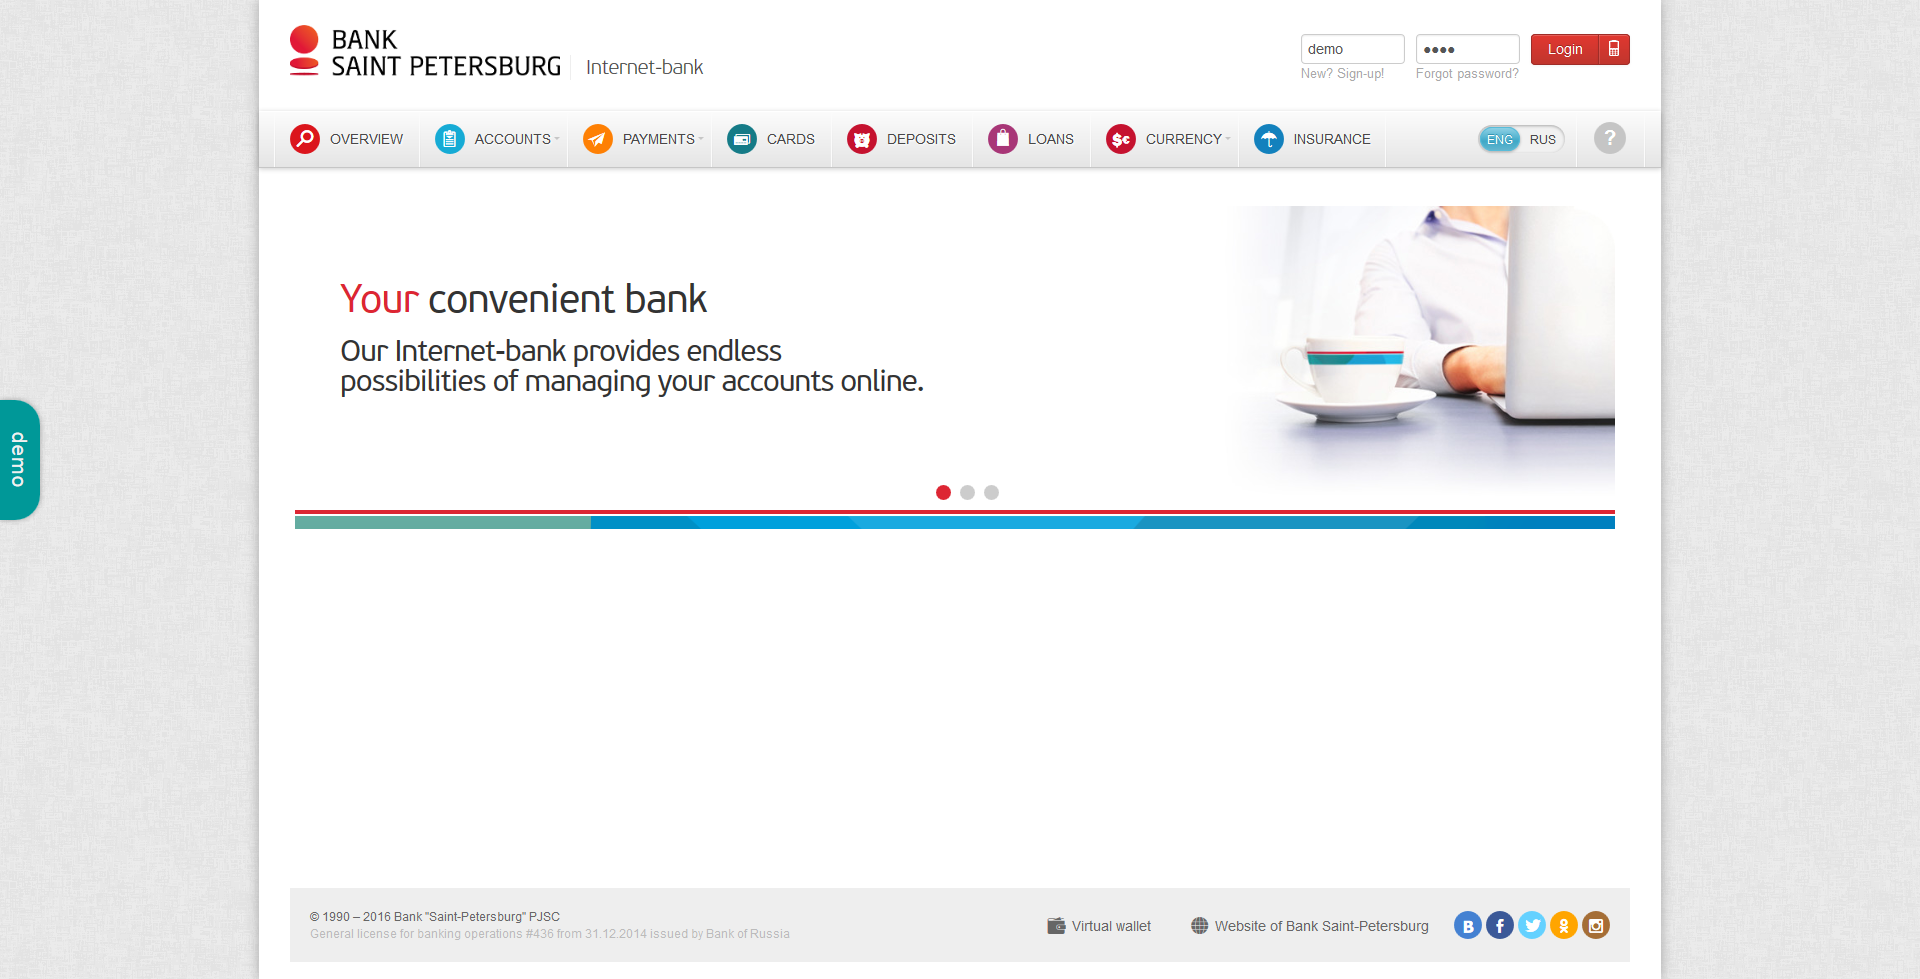 BANK
SAINT PETERSBURG
Internet-bank
demo
••••
Login
New? Sign-up!
Forgot password?
OVERVIEW
ACCOUNTS
PAYMENTS
CARDS
DEPOSITS
LOANS
CURRENCY
INSURANCE
ENG
RUS
?
Your convenient bank
Our Internet-bank provides endless
possibilities of managing your accounts online.
demo
© 1990 – 2016 Bank "Saint-Petersburg" PJSC
General license for banking operations #436 from 31.12.2014 issued by Bank of Russia
Virtual wallet
Website of Bank Saint-Petersburg